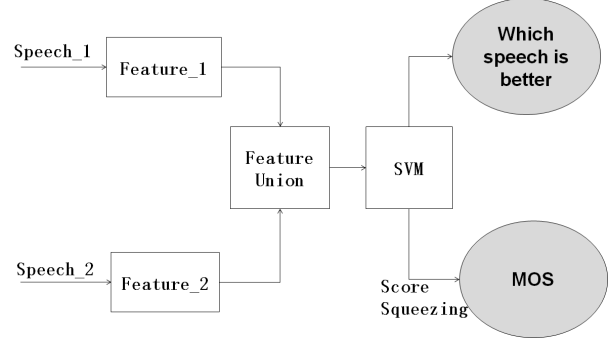 Speech_1
Feature_1
Which
speech is
better
Feature
Union
SVM
Speech_2
Feature_2
Score
Squeezing
MOS